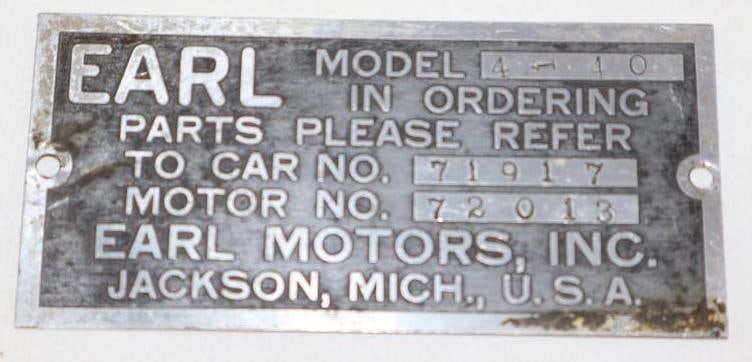 EARL MODEL 4-40
IN ORDERING
PARTS PLEASE REFER
TO CAR NO. 71917
MOTOR NO. 72013
EARL MOTORS, INC.
JACKSON, MICH., U.S.A.